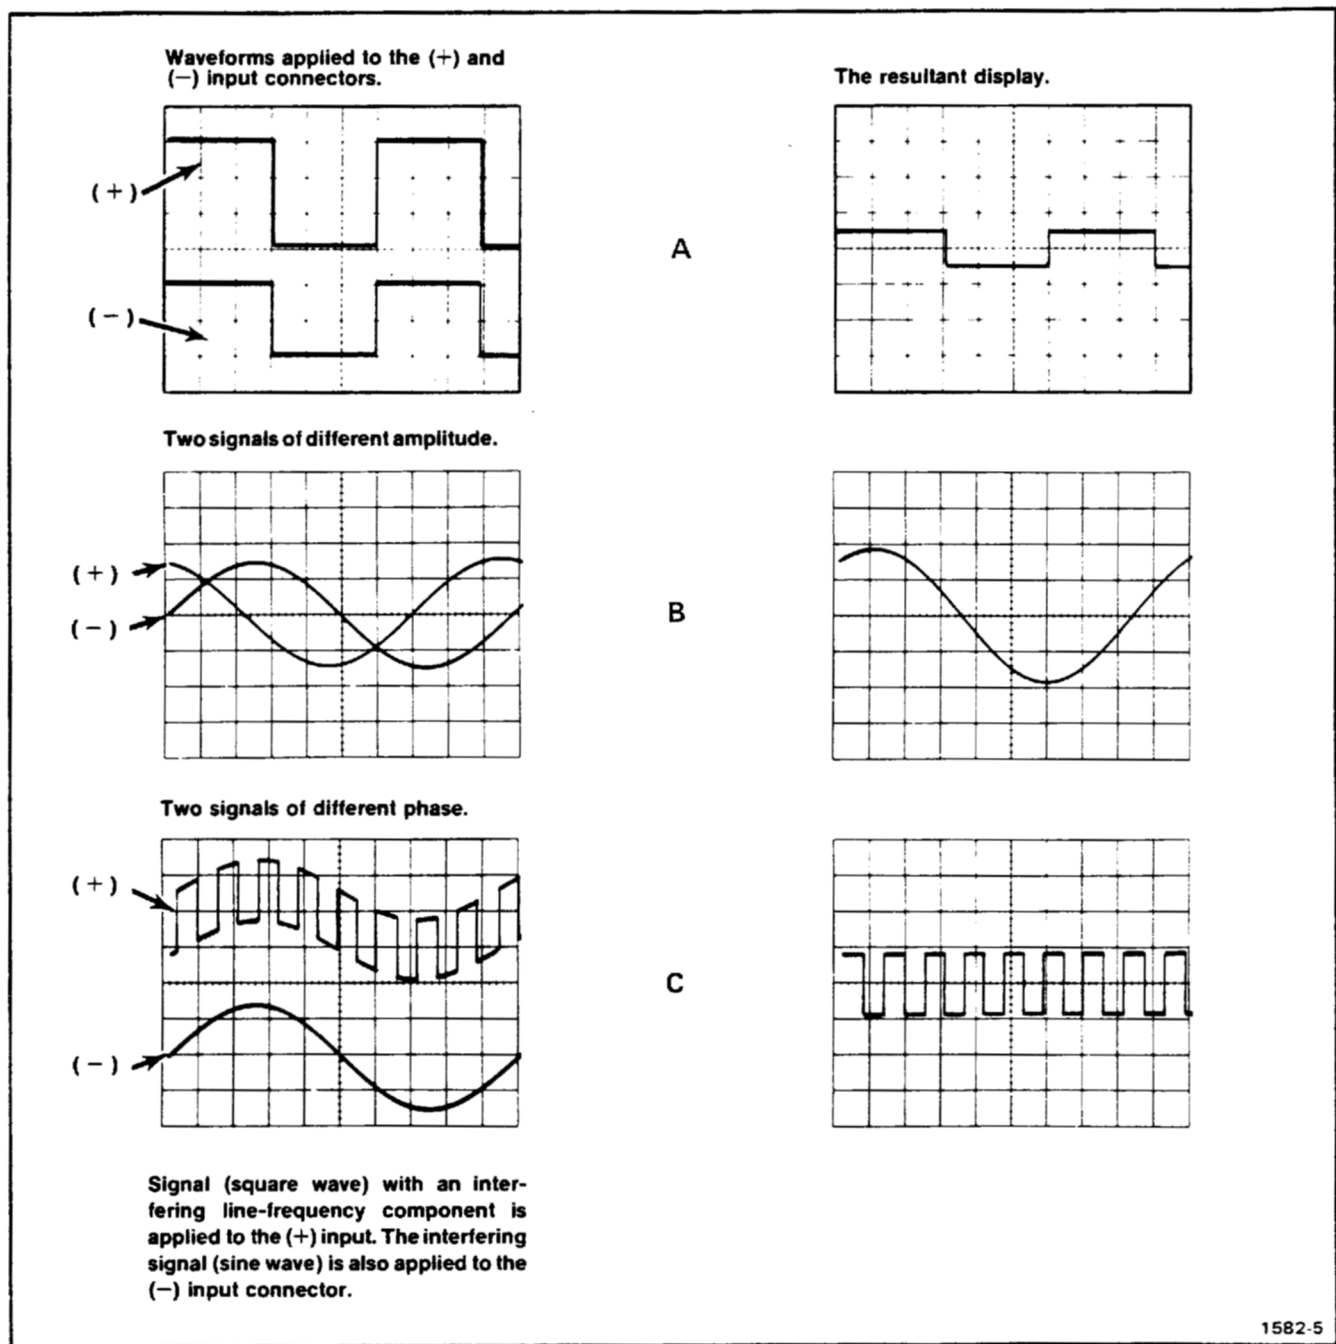 Waveforms applied to the (+) and
(−) input connectors.
The resultant display.
(+)
(−)
A
Two signals of different amplitude.
(+)
(−)
B
Two signals of different phase.
(+)
(−)
C
Signal (square wave) with an inter-
fering line-frequency component is
applied to the (+) input. The interfering
signal (sine wave) is also applied to the
(−) input connector.
1582-5